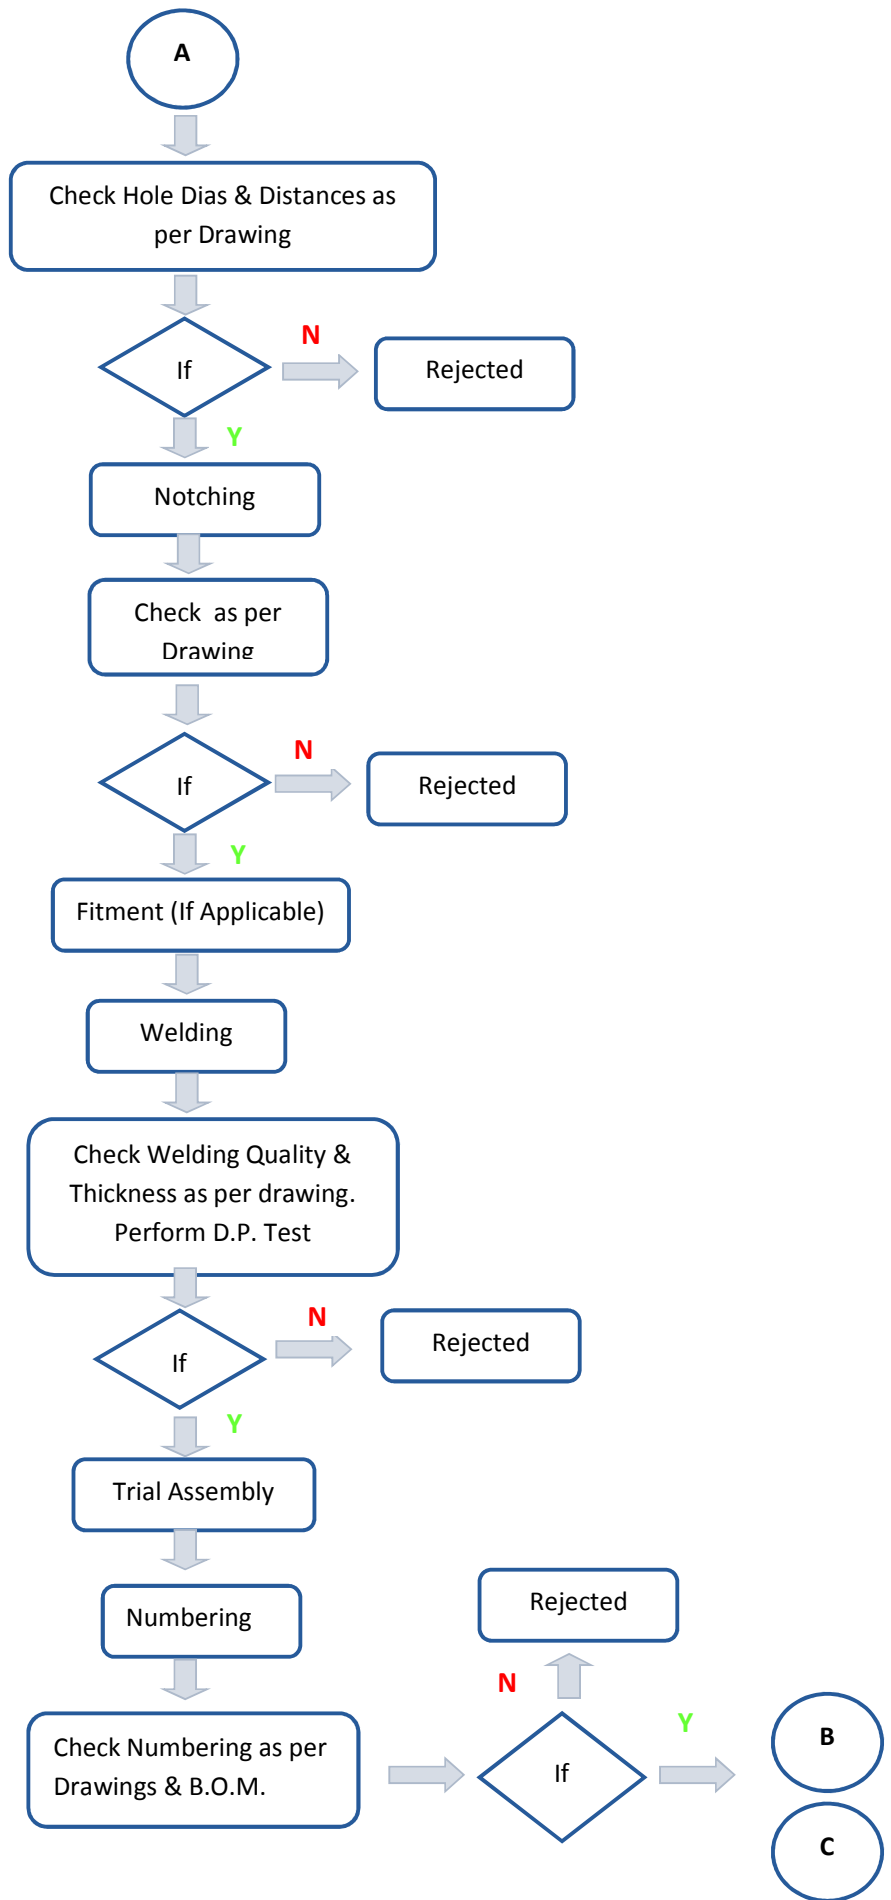 A
Check Hole Dias & Distances as
per Drawing
N
If
Rejected
Y
Notching
Check as per
Drawing
N
If
Rejected
Y
Fitment (If Applicable)
Welding
Check Welding Quality &
Thickness as per drawing.
Perform D.P. Test
N
If
Rejected
Y
Trial Assembly
Numbering
Rejected
N
Y
Check Numbering as per
Drawings & B.O.M.
If
B
C